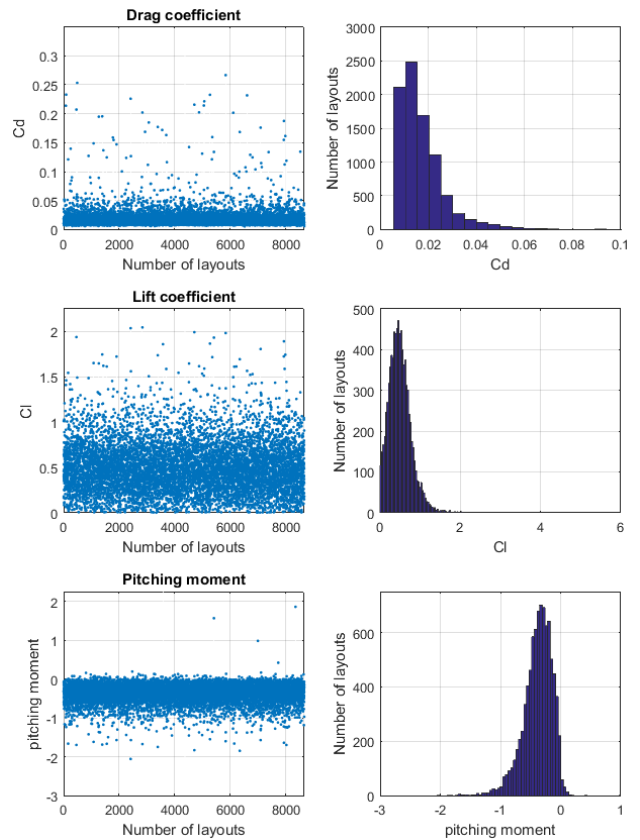 Drag coefficient
0.3
0.25
0.2
0.15
0.1
0.05
0
Cd
0 2000 4000 6000 8000
Number of layouts
3000
2500
2000
1500
1000
500
0
Number of layouts
0 0.02 0.04 0.06 0.08 0.1
Cd
Lift coefficient
2
1.5
1
0.5
0
Cl
0 2000 4000 6000 8000
Number of layouts
500
400
300
200
100
0
Number of layouts
0 2 4 6
Cl
Pitching moment
2
1
0
-1
-2
-3
pitching moment
0 2000 4000 6000 8000
Number of layouts
600
400
200
0
Number of layouts
-3 -2 -1 0 1
pitching moment